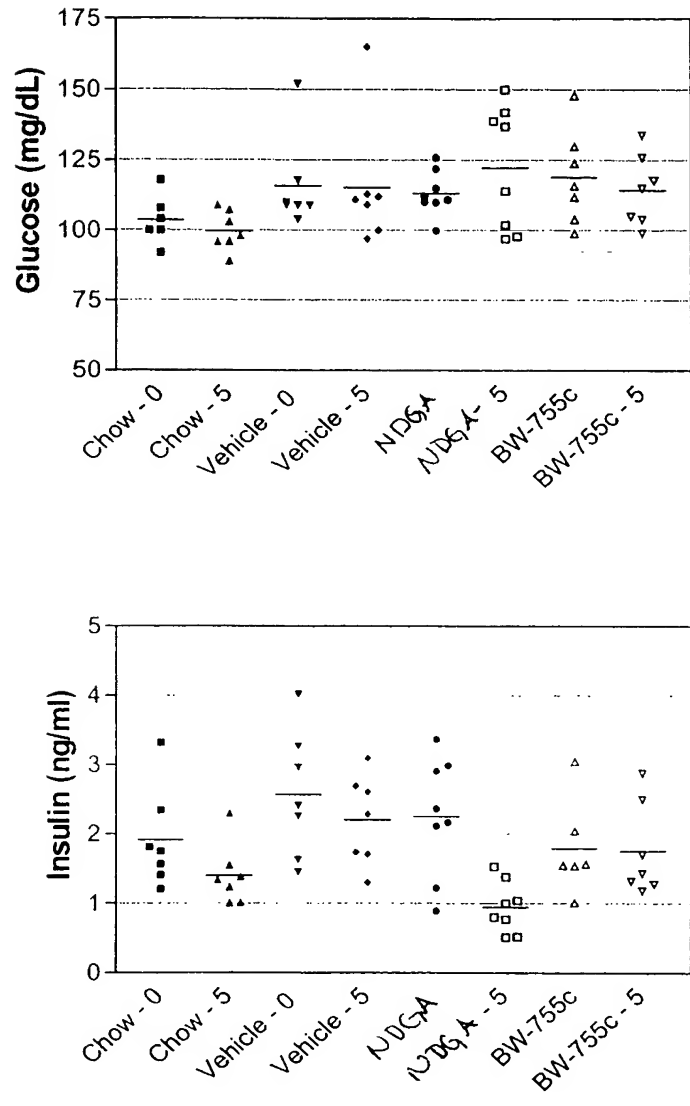 Glucose (mg/dL)
175
150
125
100
75
50
Chow - 0
Chow - 5
Vehicle - 0
Vehicle - 5
NDGA
NDGA - 5
BW-755c
BW-755c - 5
Insulin (ng/ml)
5
4
3
2
1
0
Chow - 0
Chow - 5
Vehicle - 0
Vehicle - 5
NDGA
NDGA - 5
BW-755c
BW-755c - 5